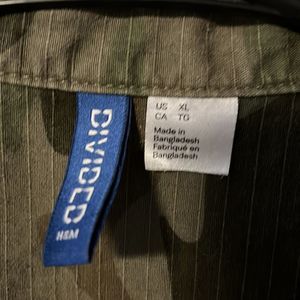 DIVIDED
H&M
US XL
CA TG
Made in
Bangladesh
Fabriqué en
Bangladesh